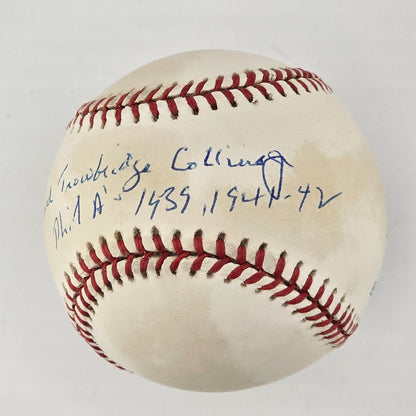 d Trowbridge Collins
Phil A's - 1939, 1941-42